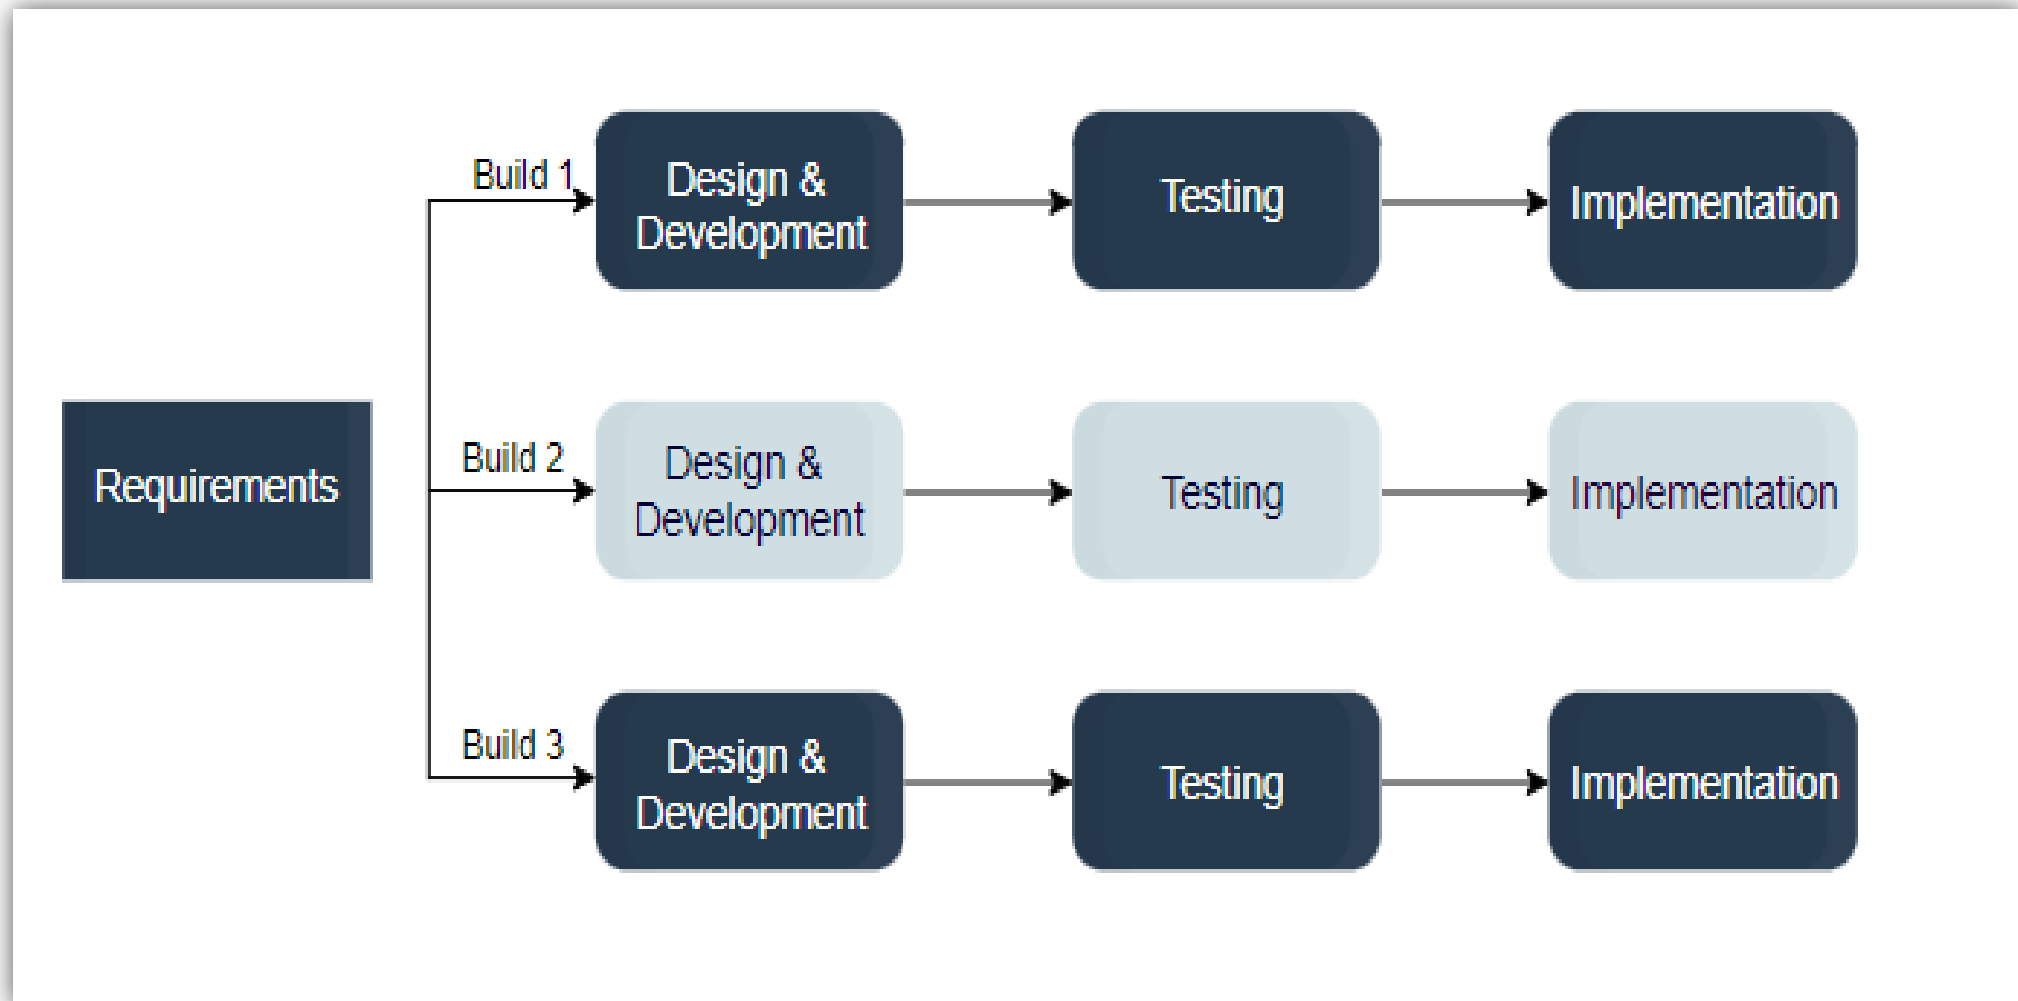 Build 1
Design &
Development
Testing
Implementation
Requirements
Build 2
Design &
Development
Testing
Implementation
Build 3
Design &
Development
Testing
Implementation